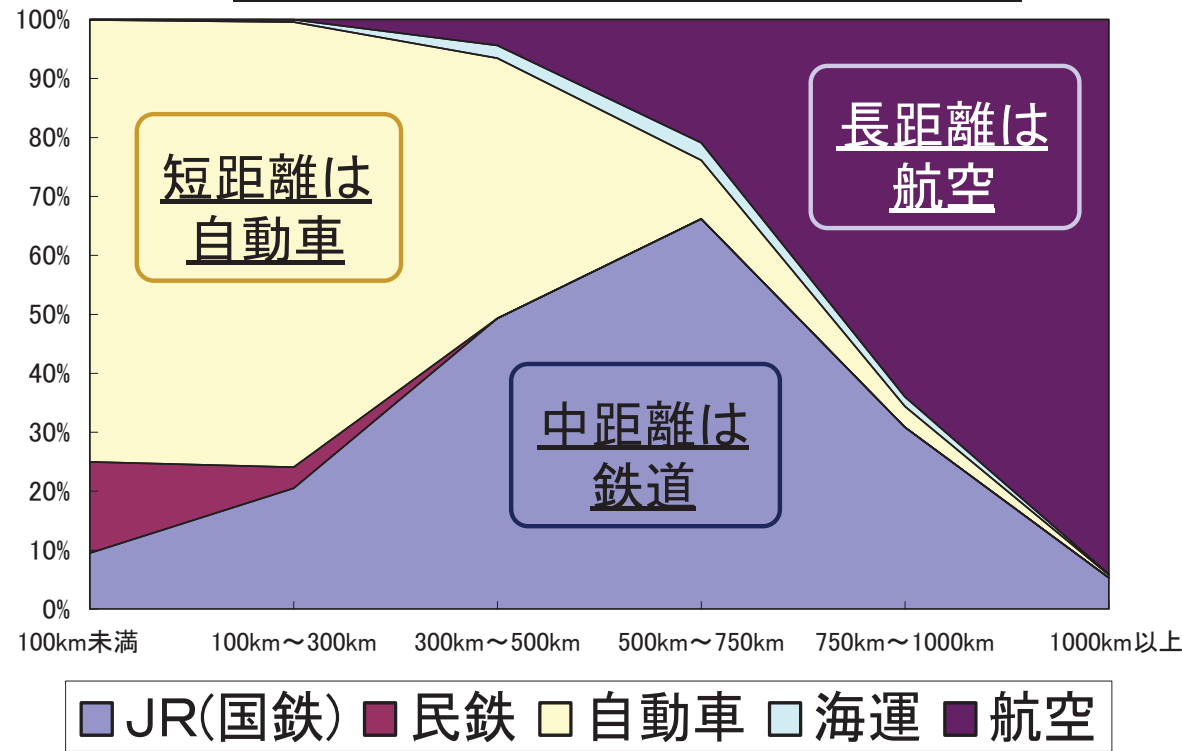 100%
90%
80%
70%
60%
50%
40%
30%
20%
10%
0%
短距離は
自動車
長距離は
航空
中距離は
鉄道
100km未満 100km～300km 300km～500km 500km～750km 750km～1000km 1000km以上
JR(国鉄) 民鉄 自動車 海運 航空